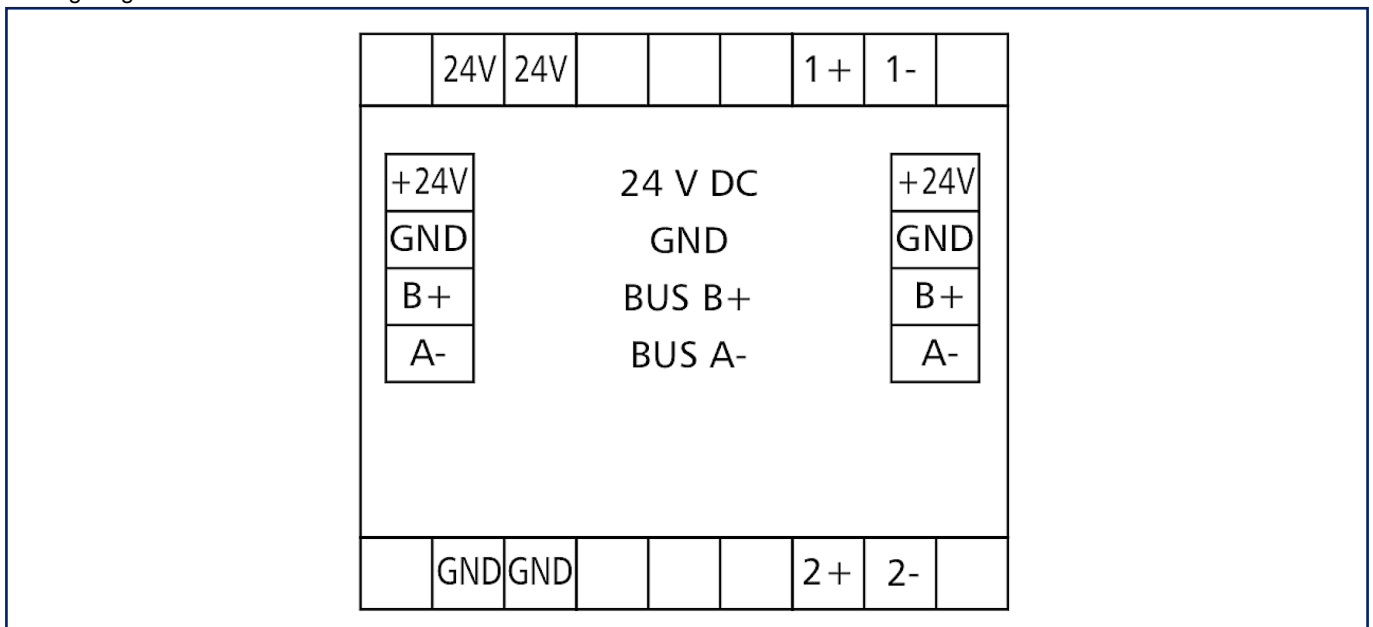 24V 24V 1+ 1-
+24V 24 V DC +24V
GND GND GND
B+ BUS B+ B+
A- BUS A- A-
GND GND 2+ 2-